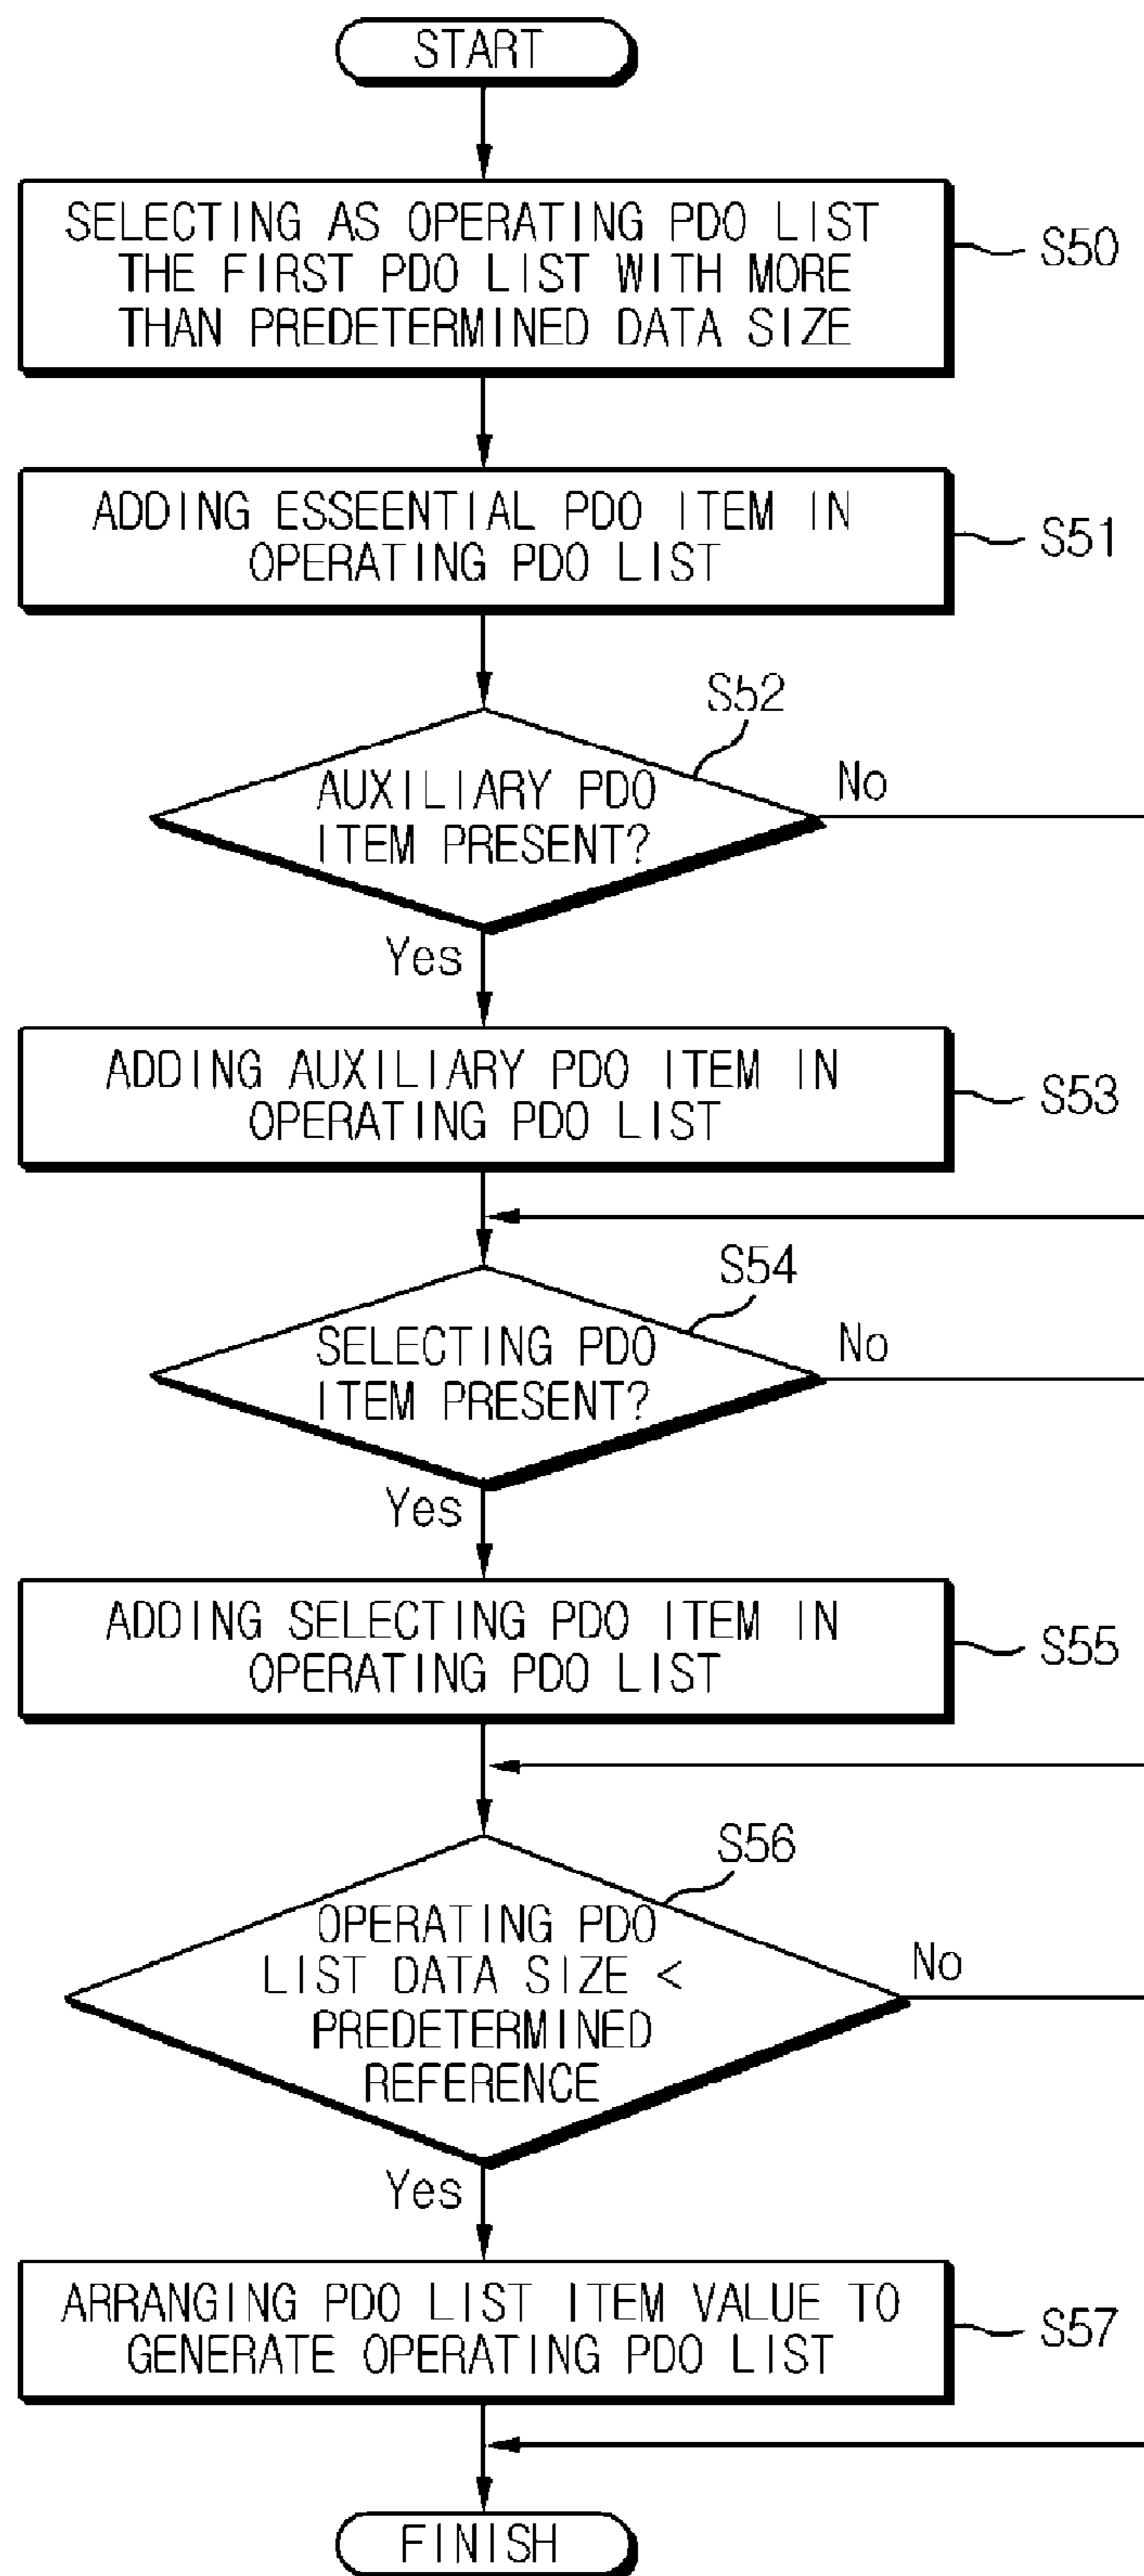 START
SELECTING AS OPERATING PDO LIST
THE FIRST PDO LIST WITH MORE
THAN PREDETERMINED DATA SIZE
S50
ADDING ESSEENTIAL PDO ITEM IN
OPERATING PDO LIST
S51
S52
AUXILIARY PDO
ITEM PRESENT?
No
Yes
ADDING AUXILIARY PDO ITEM IN
OPERATING PDO LIST
S53
S54
SELECTING PDO
ITEM PRESENT?
No
Yes
ADDING SELECTING PDO ITEM IN
OPERATING PDO LIST
S55
S56
OPERATING PDO
LIST DATA SIZE <
PREDETERMINED
REFERENCE
No
Yes
ARRANGING PDO LIST ITEM VALUE TO
GENERATE OPERATING PDO LIST
S57
FINISH